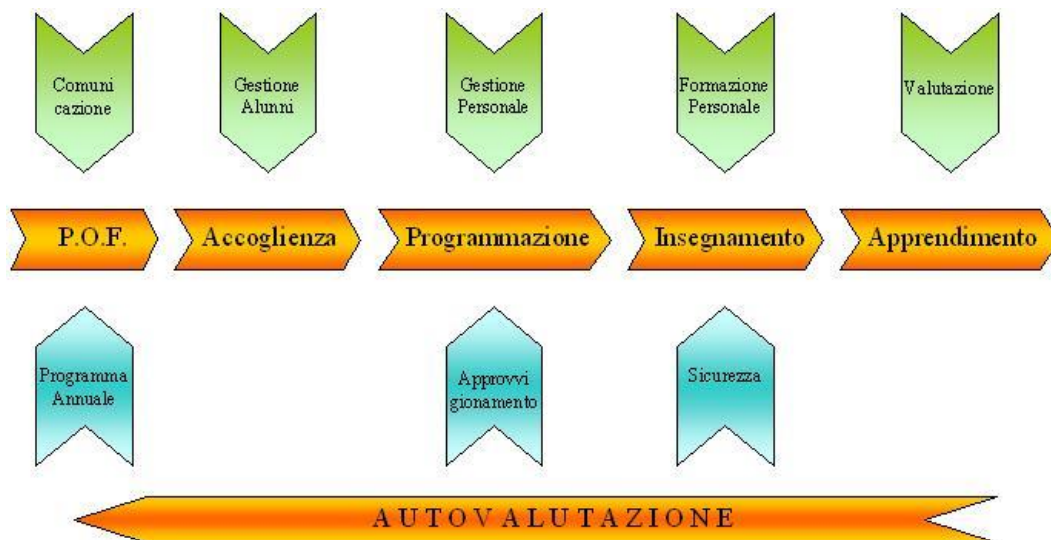 Comuni
cazione
Gestione
Alunni
Gestione
Personale
Formazione
Personale
Valutazione
P.O.F.
Accoglienza
Programmazione
Insegnamento
Apprendimento
Programma
Annuale
Approvvi
gionamento
Sicurezza
AUTOVALUTAZIONE